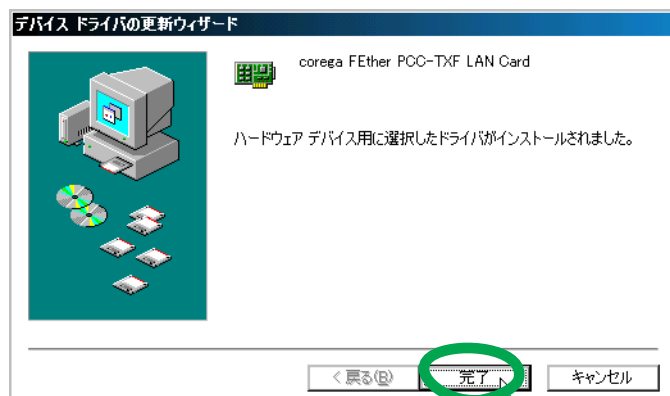 デバイス ドライバの更新ウィザード
corega FEther PCC-TXF LAN Card
ハードウェア デバイス用に選択したドライバがインストールされました。
< 戻る(B) 完了 キャンセル